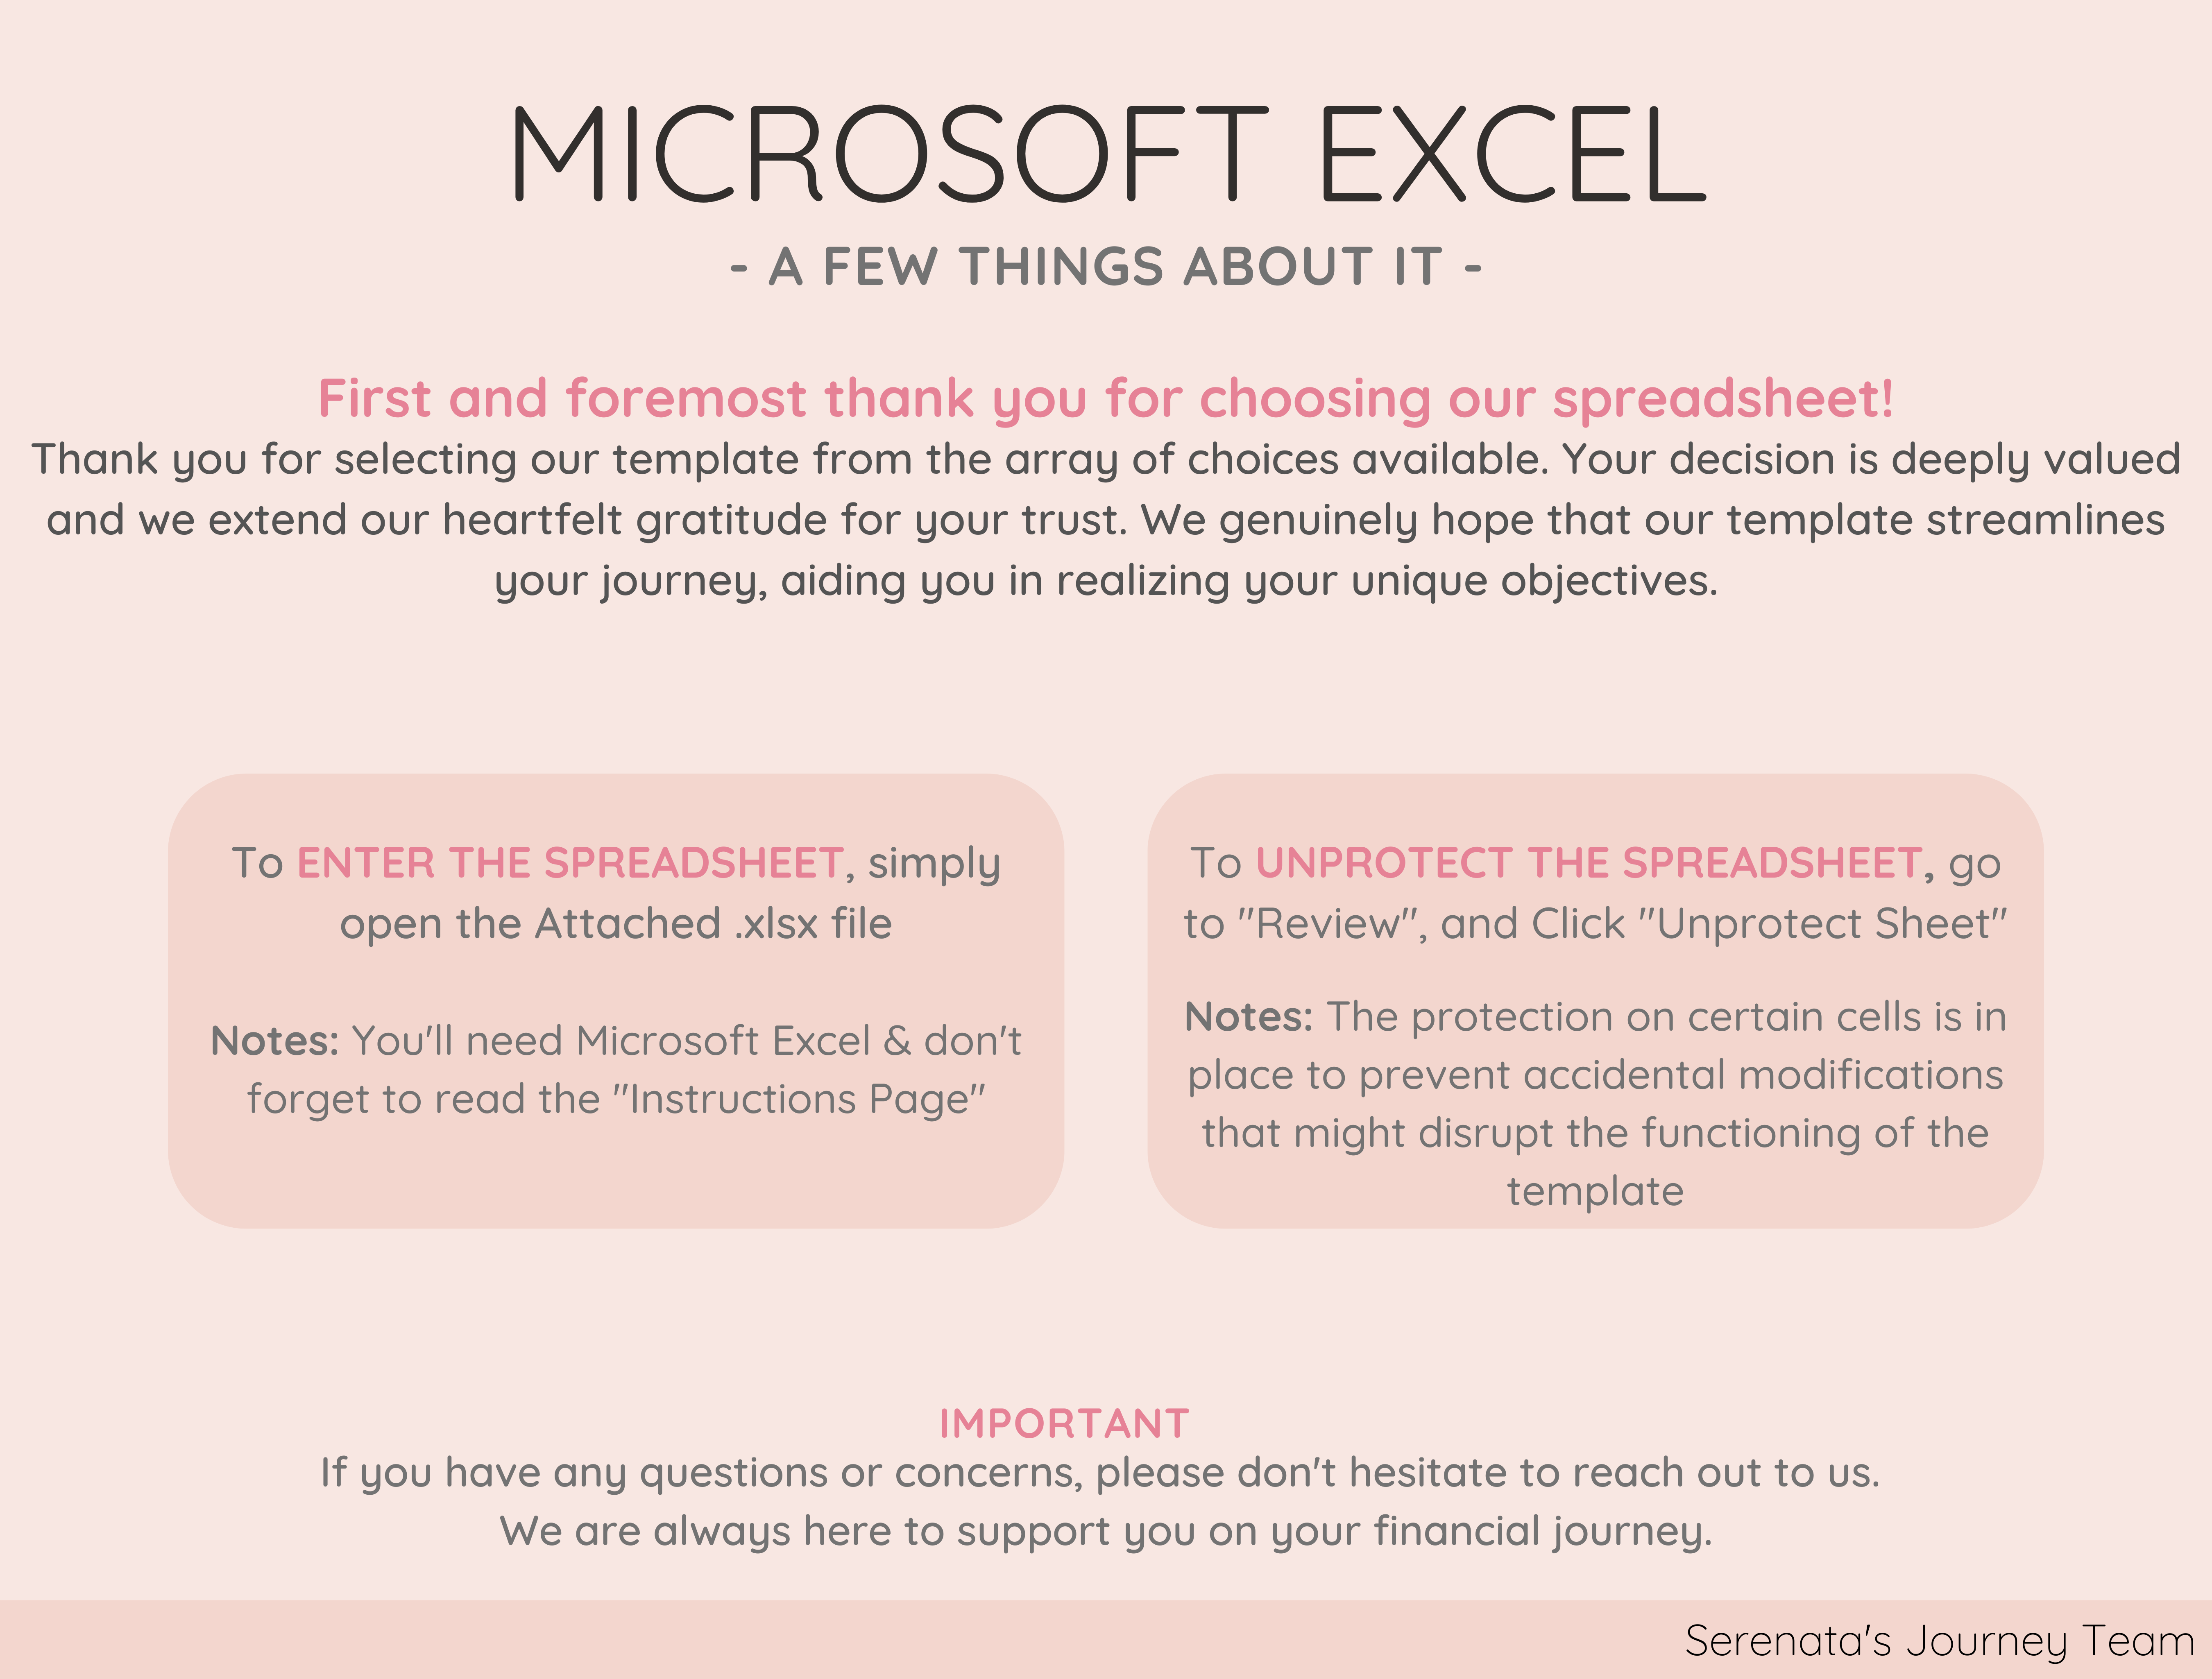 MICROSOFT EXCEL
- A FEW THINGS ABOUT IT -
First and foremost thank you for choosing our spreadsheet!
Thank you for selecting our template from the array of choices available. Your decision is deeply valued
and we extend our heartfelt gratitude for your trust. We genuinely hope that our template streamlines
your journey, aiding you in realizing your unique objectives.
To ENTER THE SPREADSHEET, simply
open the Attached .xlsx file
Notes: You'll need Microsoft Excel & don't
forget to read the "Instructions Page"
To UNPROTECT THE SPREADSHEET, go
to "Review", and Click "Unprotect Sheet"
Notes: The protection on certain cells is in
place to prevent accidental modifications
that might disrupt the functioning of the
template
IMPORTANT
If you have any questions or concerns, please don't hesitate to reach out to us.
We are always here to support you on your financial journey.
Serenata's Journey Team